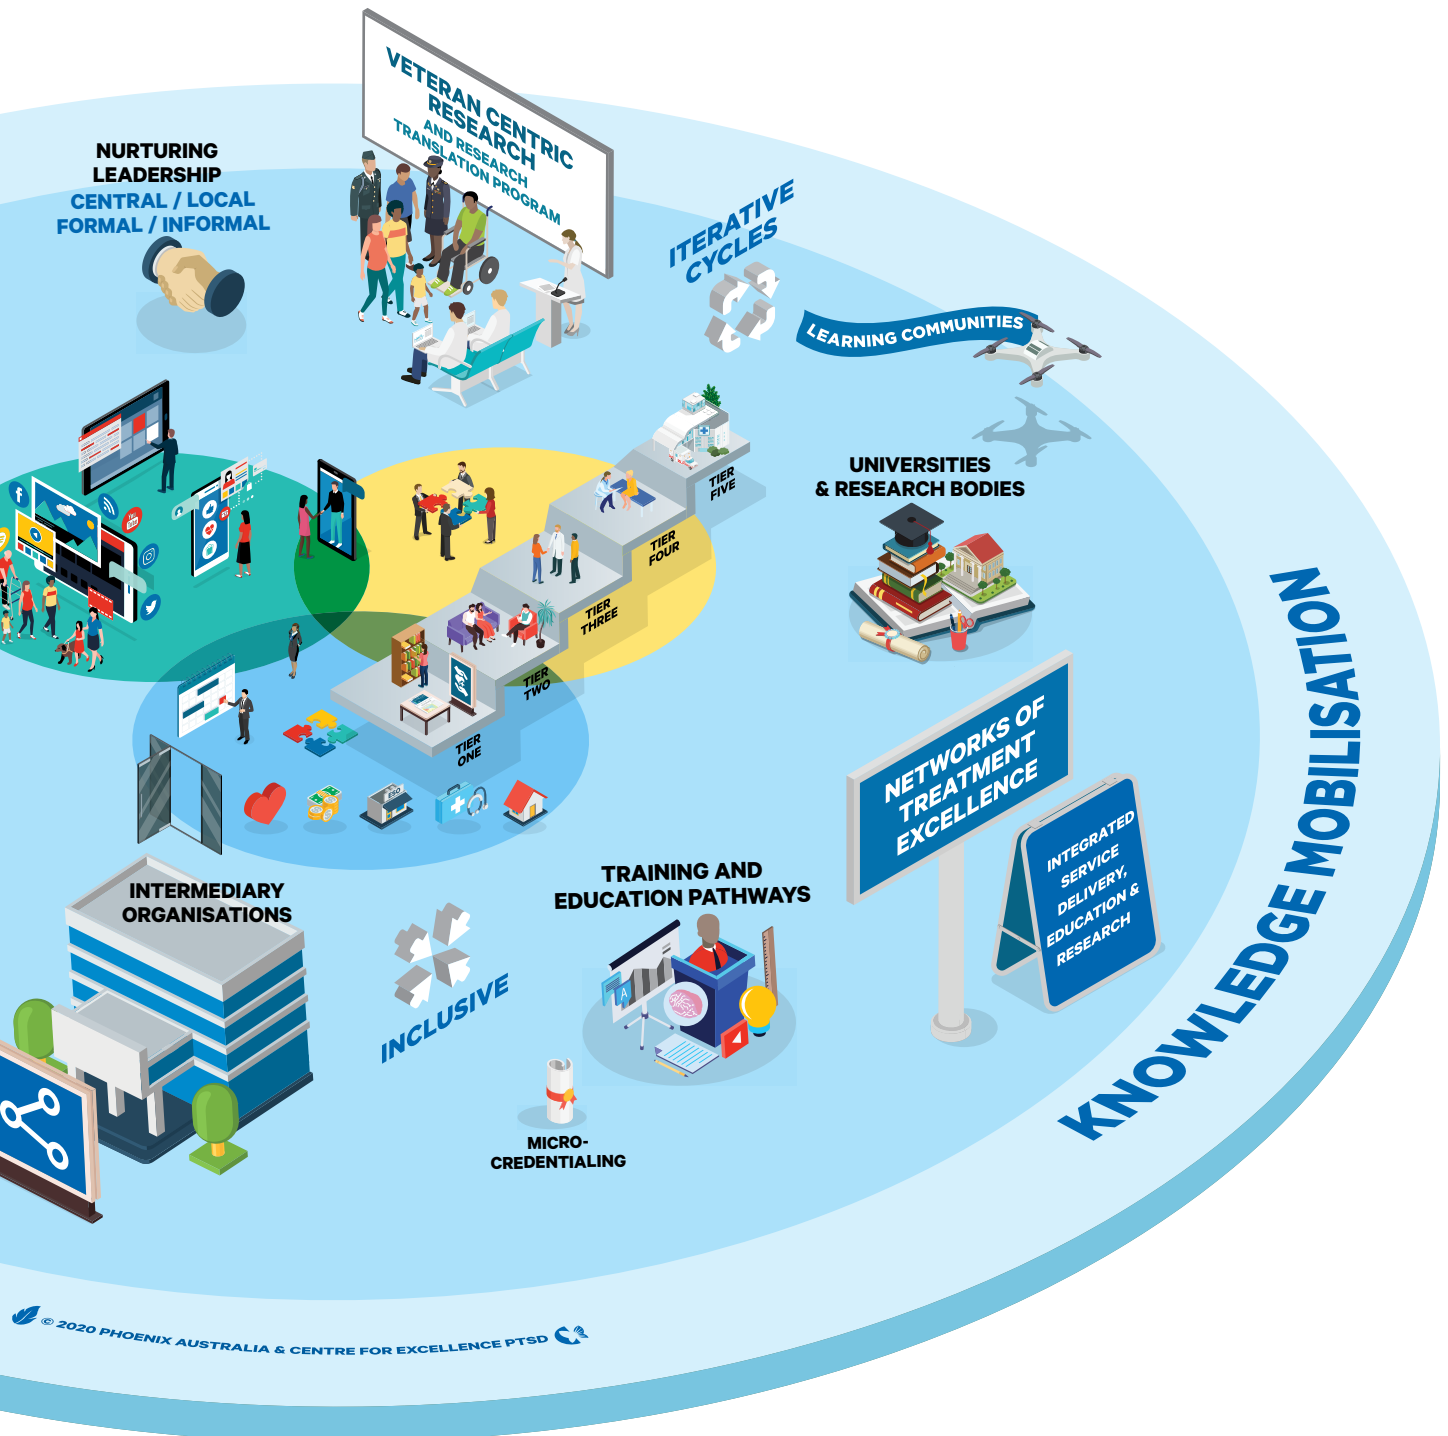 VETERAN CENTRIC
RESEARCH
AND RESEARCH
TRANSLATION PROGRAM
NURTURING
LEADERSHIP
CENTRAL / LOCAL
FORMAL / INFORMAL
ITERATIVE
CYCLES
LEARNING COMMUNITIES
UNIVERSITIES
& RESEARCH BODIES
TIER
FIVE
TIER
FOUR
TIER
THREE
TIER
TWO
TIER
ONE
ESO
NETWORKS OF
TREATMENT
EXCELLENCE
INTEGRATED
SERVICE
DELIVERY,
EDUCATION &
RESEARCH
KNOWLEDGE MOBILISATION
INTERMEDIARY
ORGANISATIONS
TRAINING AND
EDUCATION PATHWAYS
A
INCLUSIVE
MICRO-
CREDENTIALING
© 2020 PHOENIX AUSTRALIA & CENTRE FOR EXCELLENCE PTSD